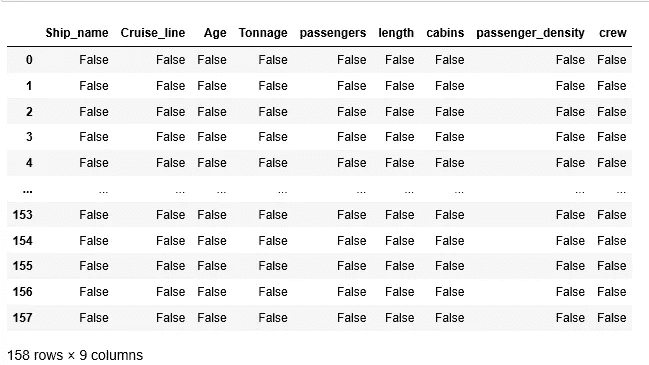 Ship_name Cruise_line Age Tonnage passengers length cabins passenger_density crew
0 False False False False False False False False False
1 False False False False False False False False False
2 False False False False False False False False False
3 False False False False False False False False False
4 False False False False False False False False False
... ... ... ... ... ... ... ... ... ...
153 False False False False False False False False False
154 False False False False False False False False False
155 False False False False False False False False False
156 False False False False False False False False False
157 False False False False False False False False False
158 rows × 9 columns